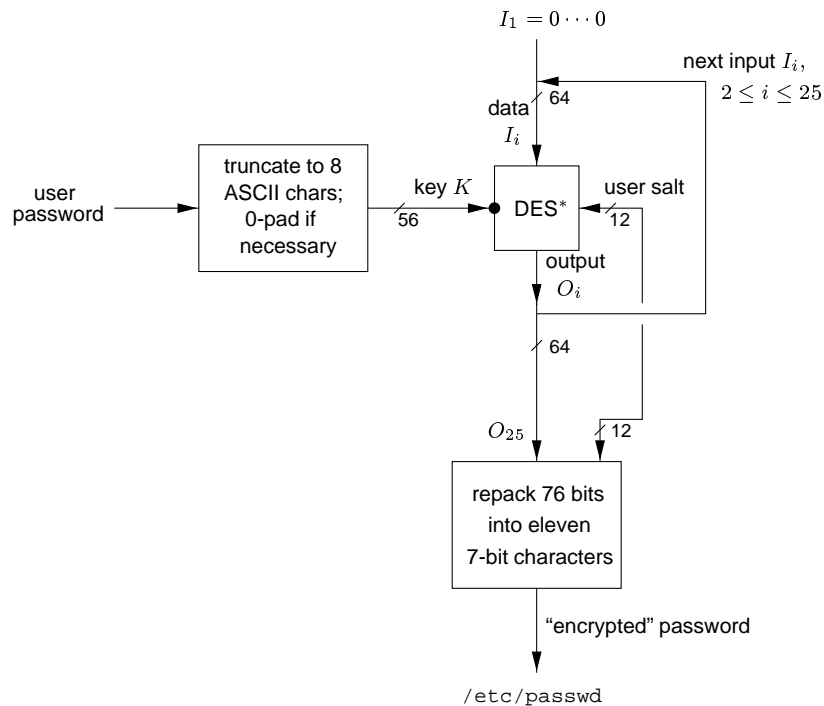 I₁ = 0 ⋯ 0
next input Iᵢ,
2 ≤ i ≤ 25
64
data
Iᵢ
user
password
truncate to 8
ASCII chars;
0-pad if
necessary
key K
56
DES*
user salt
12
output
Oᵢ
64
O₂₅
12
repack 76 bits
into eleven
7-bit characters
“encrypted” password
/etc/passwd